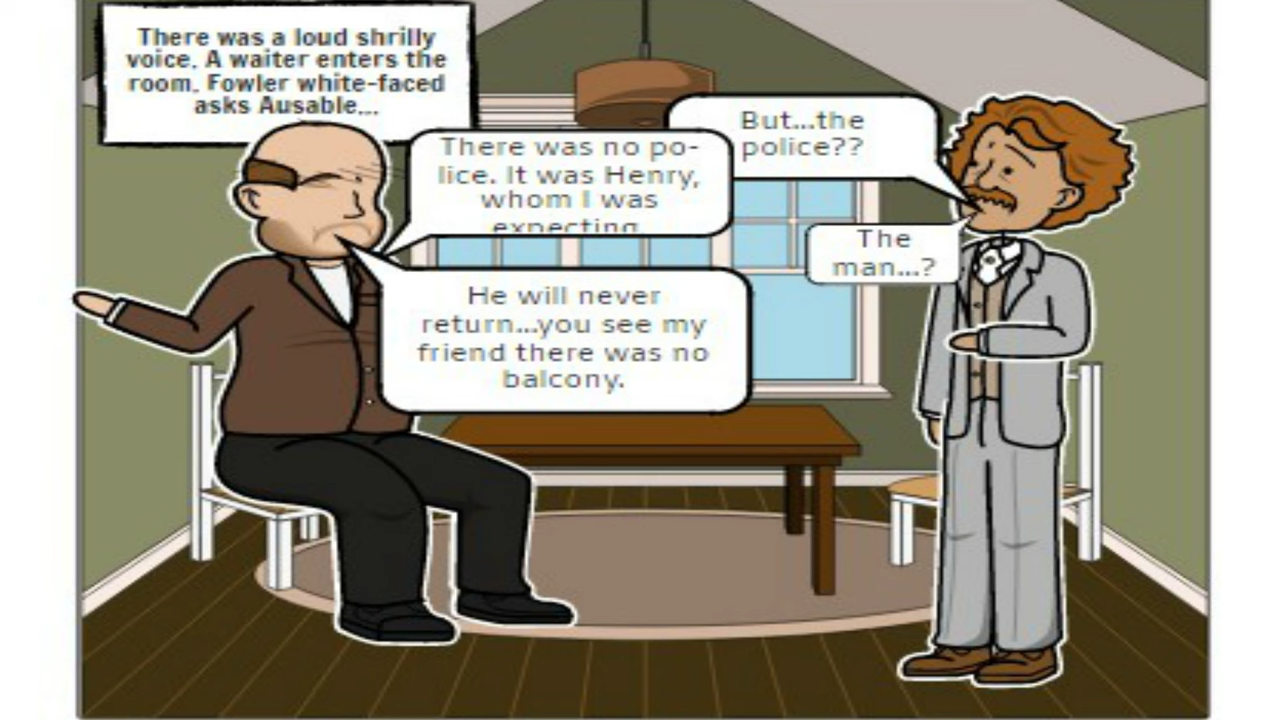 There was a loud shrilly
voice. A waiter enters the
room. Fowler white-faced
asks Ausable...
But...the
police??
There was no po-
lice. It was Henry,
whom I was
expecting
The
man...?
He will never
return...you see my
friend there was no
balcony.